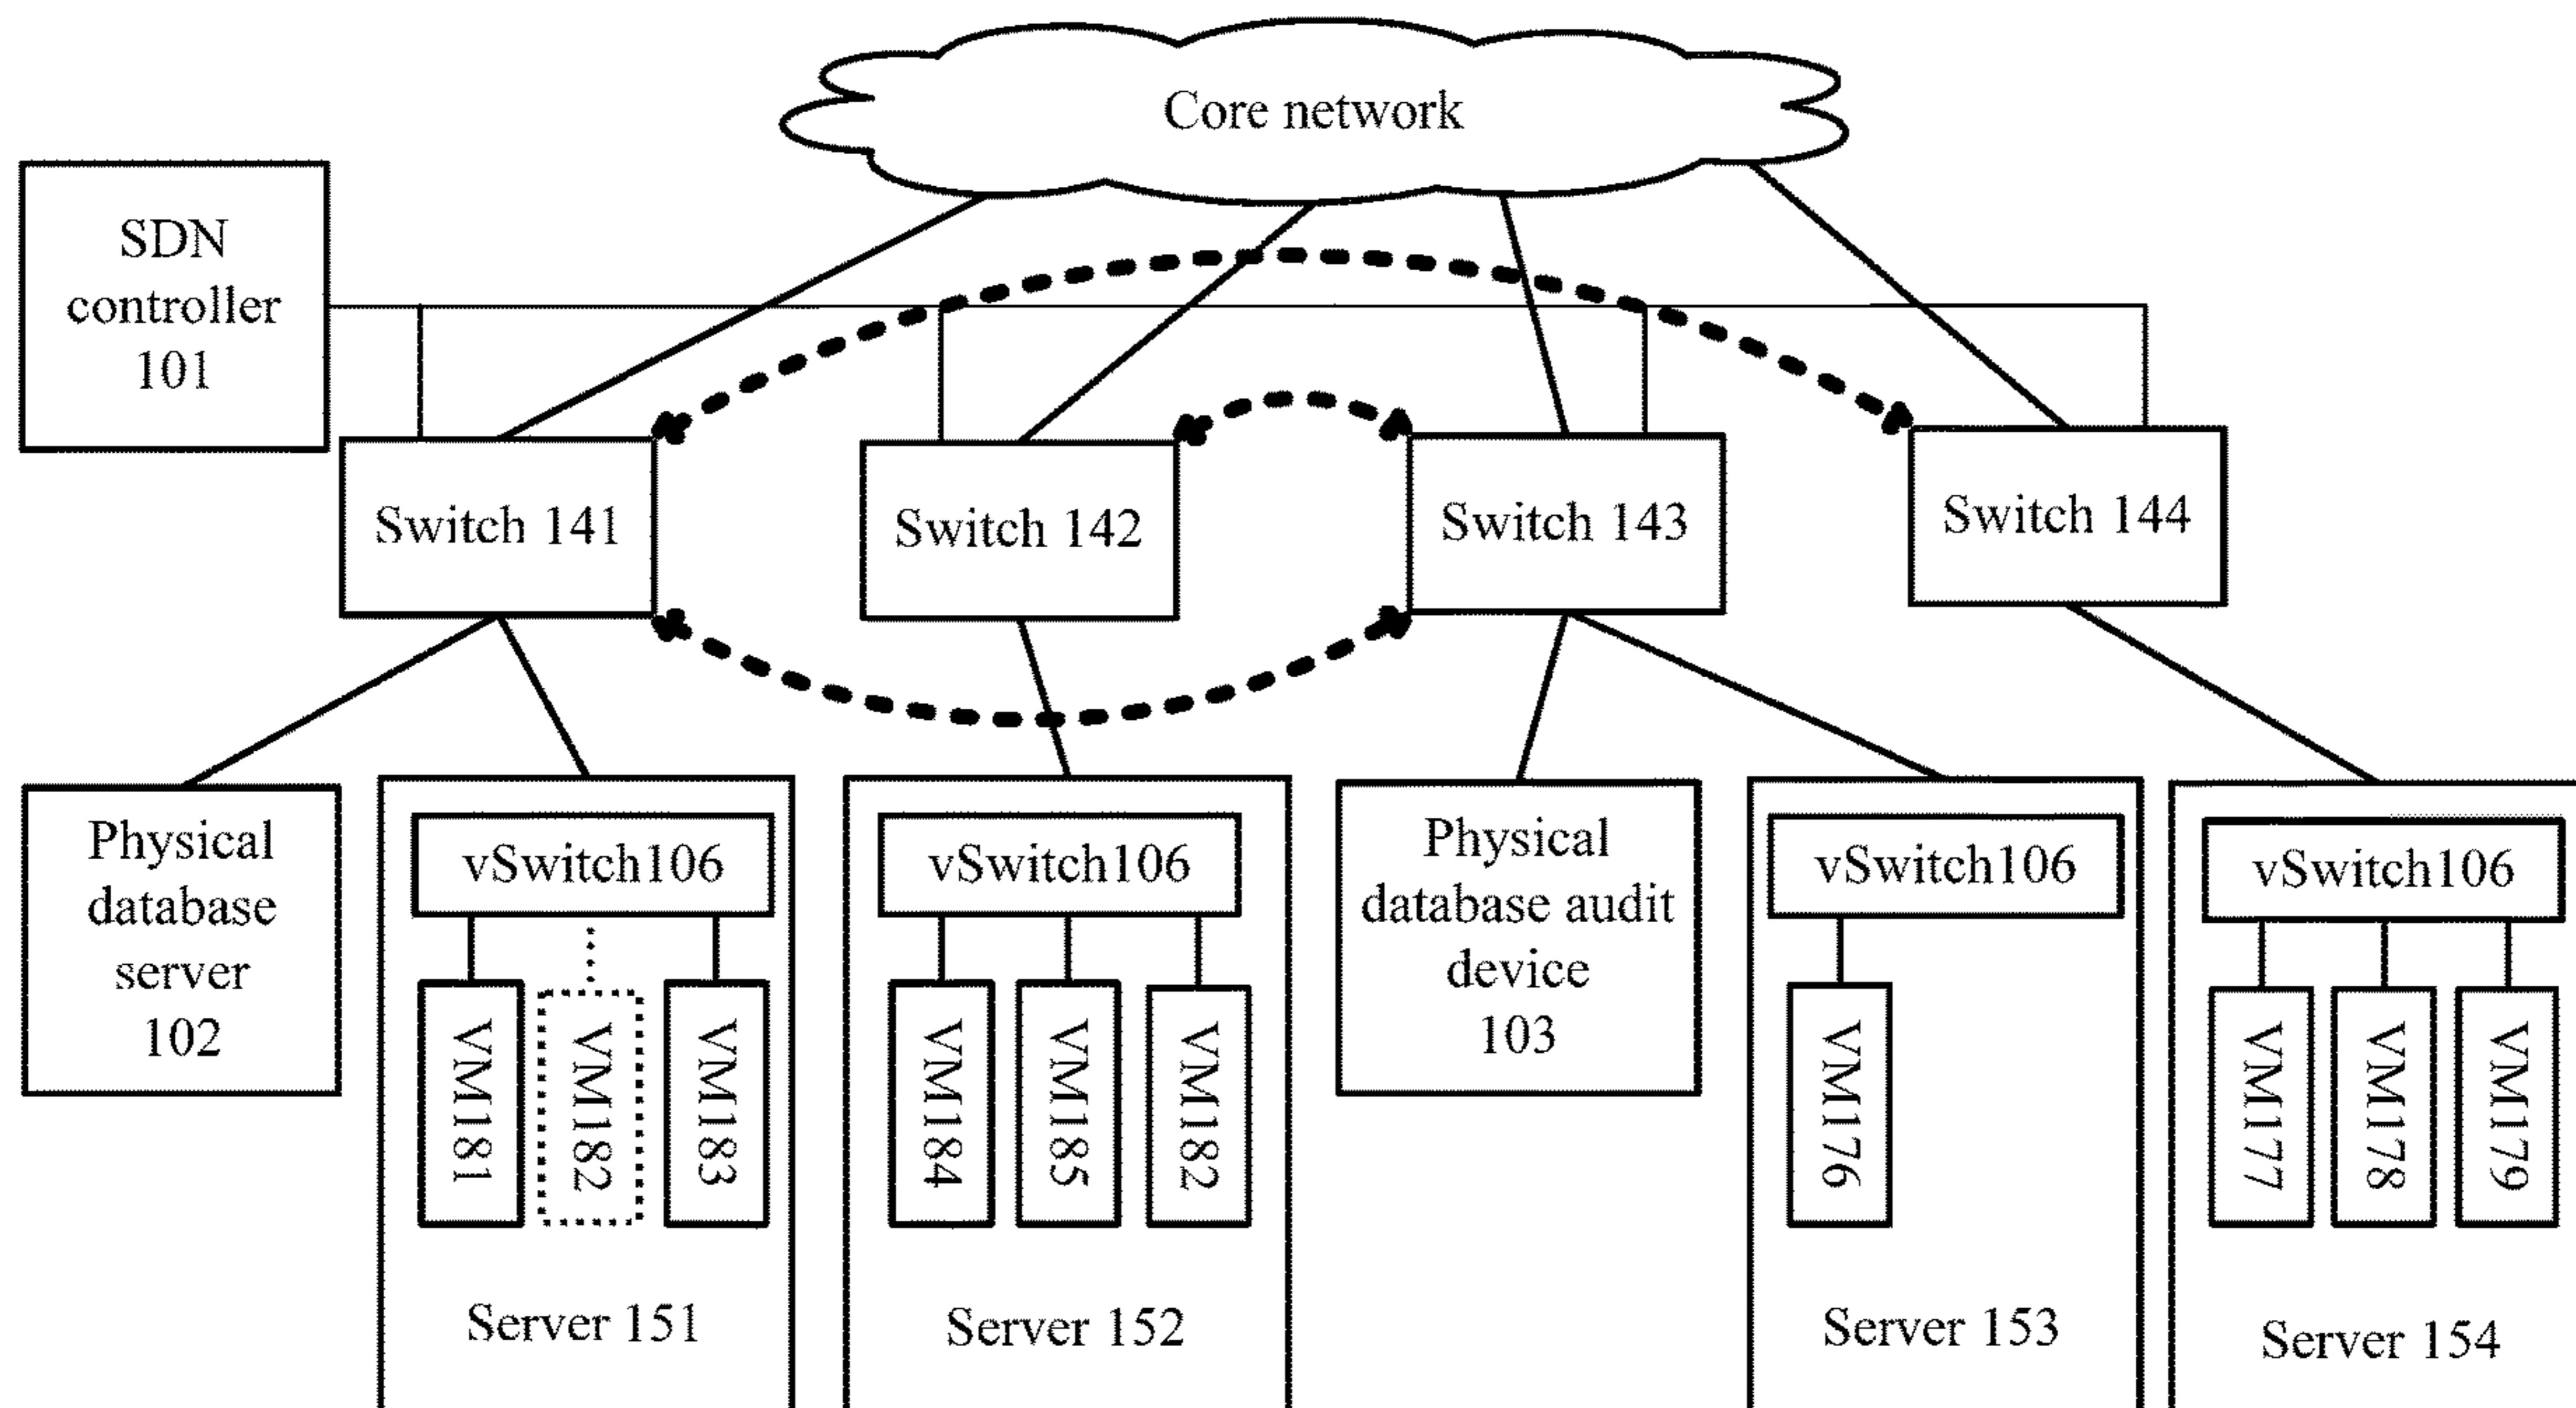 Core network
SDN
controller
101
Switch 141
Switch 142
Switch 143
Switch 144
Physical
database
server
102
vSwitch106
VM181
VM182
VM183
Server 151
vSwitch106
VM184
VM185
VM182
Server 152
Physical
database audit
device
103
vSwitch106
VM176
Server 153
vSwitch106
VM177
VM178
VM179
Server 154